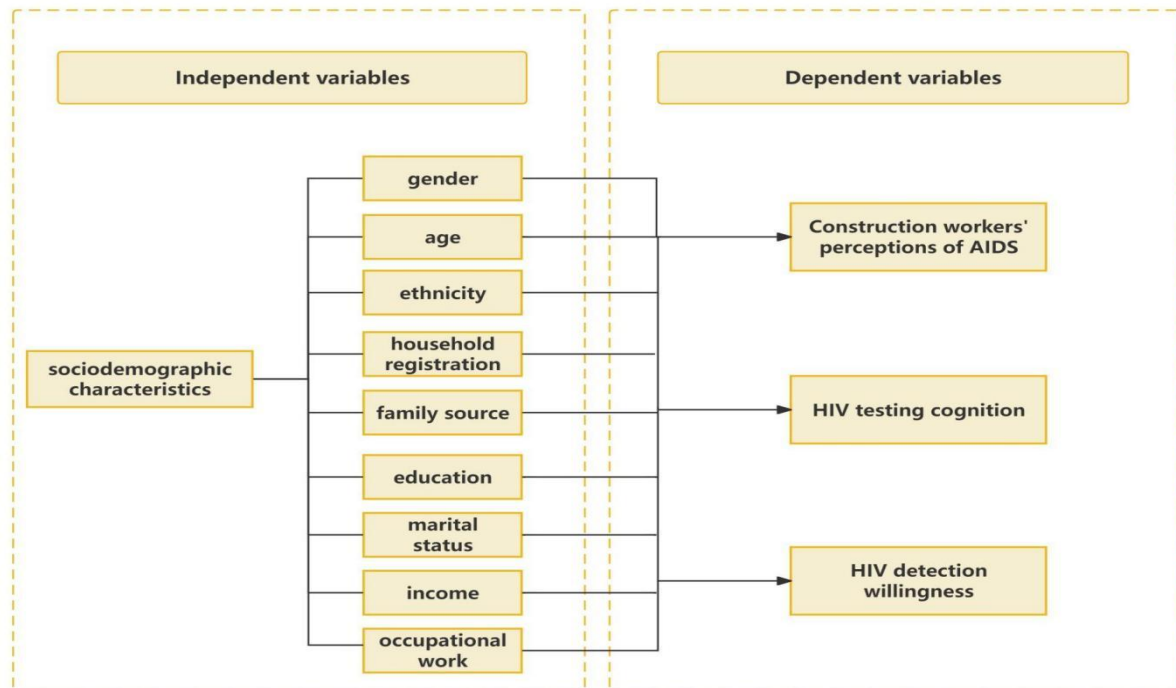 Independent variables
Dependent variables
gender
age
ethnicity
household
registration
family source
education
marital
status
income
occupational
work
sociodemographic
characteristics
Construction workers'
perceptions of AIDS
HIV testing cognition
HIV detection
willingness